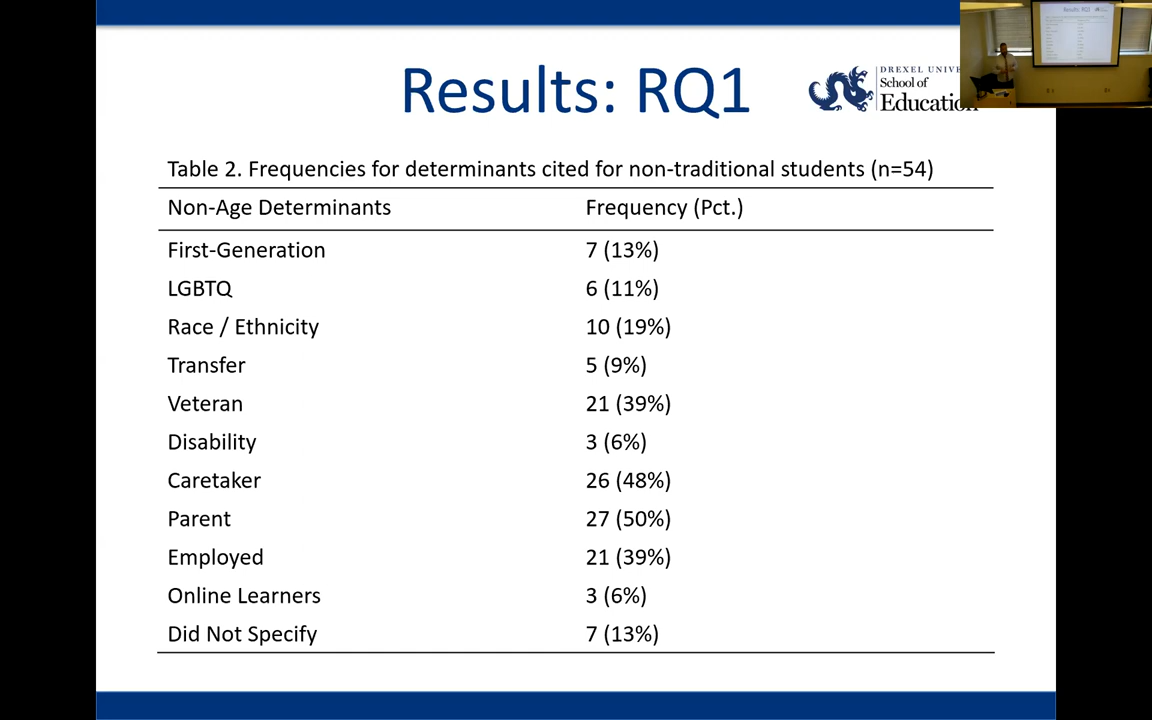 Results: RQ1
DREXEL UNIV
School of
Education
Table 2. Frequencies for determinants cited for non-traditional students (n=54)
Non-Age Determinants Frequency (Pct.)
First-Generation 7 (13%)
LGBTQ 6 (11%)
Race / Ethnicity 10 (19%)
Transfer 5 (9%)
Veteran 21 (39%)
Disability 3 (6%)
Caretaker 26 (48%)
Parent 27 (50%)
Employed 21 (39%)
Online Learners 3 (6%)
Did Not Specify 7 (13%)
Results: RQ1